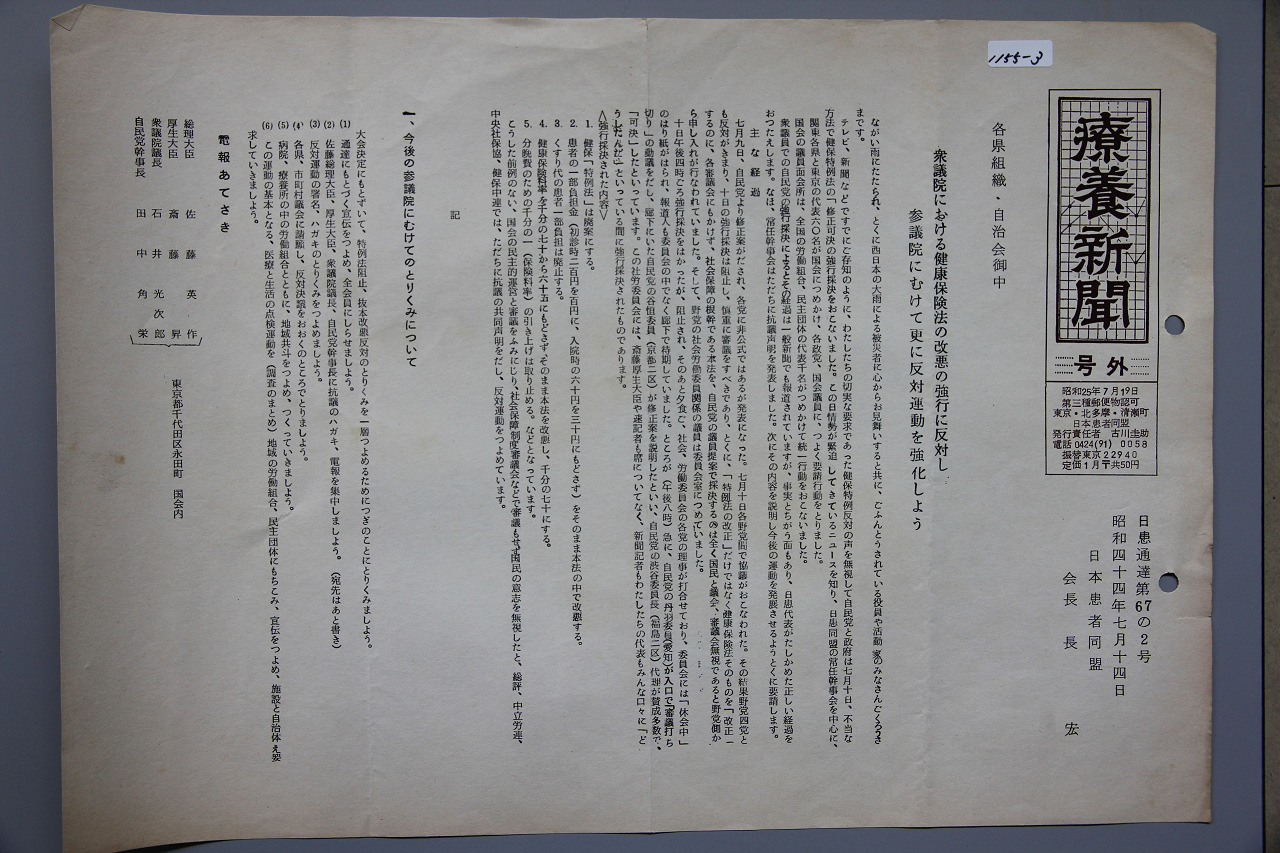 1155-3
療養新聞
号外
昭和25年7月19日
第三種郵便物認可
東京・北多摩・清瀬町
日本患者同盟
発行責任者 古川圭助
電話0424(91)0058
振替東京22940
定価1月〒共50円
日患通達第67の2号
昭和四十四年七月十四日
日本患者同盟
会長 長 宏
各県組織・自治会御中
衆議院における健康保険法の改悪の強行に反対し
参議院にむけて更に反対運動を強化しよう
ながい雨にたたられ、とくに西日本の大雨による被災者に心からお見舞いすると共に、ごふんとうされている役員や活動家のみなさんごくろうさ
まです。
テレビ、新聞などですでにご存知のように、わたしたちの切実な要求であった健保特例反対の声を無視して自民党と政府は七月十日、不当な
方法で健保特例法の「修正可決の強行採決をおこないました。この日情勢が緊迫してきているニュースを知り、日患同盟の常任幹事会を中心に、
関東各県と東京の代表六〇名が国会につめかけ、各政党、国会議員に、つよく要請行動をとりました。
国会の議員面会所は、全国の労働組合、民主団体の代表千名がつめかけて統一行動をおこないました。
衆議院での自民党の強行採決によるとその経過は一般新聞でも報道されていますが、事実とちがう面もあり、日患代表がたしかめた正しい経過を
おつたえします。なほ、常任幹事会はただちに抗議声明を発表しました。次にその内容を説明し今後の運動を発展させるようとくに要請します。
主な経過
七月九日、自民党より修正案がだされ、各党に非公式ではあるが発表になった。七月十日各野党間で協議がおこなわれた。その結果野党四党と
も反対がきまり、十日の強行採決は阻止し、慎重に審議をすべきであり、とくに、「特例法の改正」だけではなく健康保険法そのものを「改正」
するのに、各審議会にもかけず、社会保障の根幹である本法を、自民党の議員提案で採決するのは全く国民と議会、審議会無視であると野党側か
ら申し入れが行なわれていました。そして、野党の社会労働委員関係の議員は委員会室につめていました。
十日午後四時ごろ強行採決をはかったが、阻止され、そのあと夕食ご、社会、労働委員会の各党の理事が打合せており、委員会には「休会中」
のはり紙がはられ、報道人も委員会の中でなく廊下で待期していました。ところが(午後八時)急に、自民党の丹羽委員(愛知)が入口で「審議打ち
切り」の動議をだし、廊下にいた自民党の谷恒委員(京都二区)が修正案を説明したといい、自民党の渋谷委員長(福島二区)代理が賛成多数で、
「可決」したといっています。この社労委員会には、斎藤厚生大臣や速記者も席についてなく、新聞記者もわたしたちの代表もみんな口々に「ど
うしたんだ」といっている間に強行採決されたものであります。
<強行採決された内容>
1. 健保「特例法」は廃案にする。
2. 患者の一部負担金(初診時二百円を百円に、入院時の六十円を三十円にもどさず)をそのまま本法の中で改悪する。
3. くすり代の患者一部負担は廃止する。
4. 健康保険料率を千分の七十から六十五にもどさず、そのまま本法を改悪し、千分の七十にする。
5. 分娩費のための千分の一(保険料率)の引き上げは取り止める。などとなっています。
こうした前例のない、国会の民主的運営と審議をふみにじり、社会保障制度審議会などで審議もせず国民の意志を無視したと、総評、中立労連、
中央社保協、健保中連では、ただちに抗議の共同声明をだし、反対運動をつよめています。
記
一、今後の参議院にむけてのとりくみについて
大会決定にもとずいて、特例法阻止、抜本改悪反対のとりくみを一層つよめるためにつぎのことにとりくみましょう。
(1) 通達にもとづく宣伝をつよめ、全会員にしらせましょう。
(2) 佐藤総理大臣、厚生大臣、衆議院議長、自民党幹事長に抗議のハガキ、電報を集中しましょう。(宛先はあと書き)
(3) 反対運動の署名、ハガキのとりくみをつよめましょう。
(4) 各県、市町村議会に請願し、反対決議をおおくのところでとりましょう。
(5) 病院、療養所の中の労働組合とともに、地域共斗をつよめ、つくっていきましょう。
(6) この運動の基本となる、医療と生活の点検運動を(調査のまとめ)地域の労働組合、民主団体にもちこみ、宣伝をつよめ、施設と自治体え要
求していきましょう。
電報あてさき
総理大臣 佐藤英作
厚生大臣 斎藤昇
衆議院議長 石井光次郎
自民党幹事長 田中角栄
東京都千代田区永田町 国会内